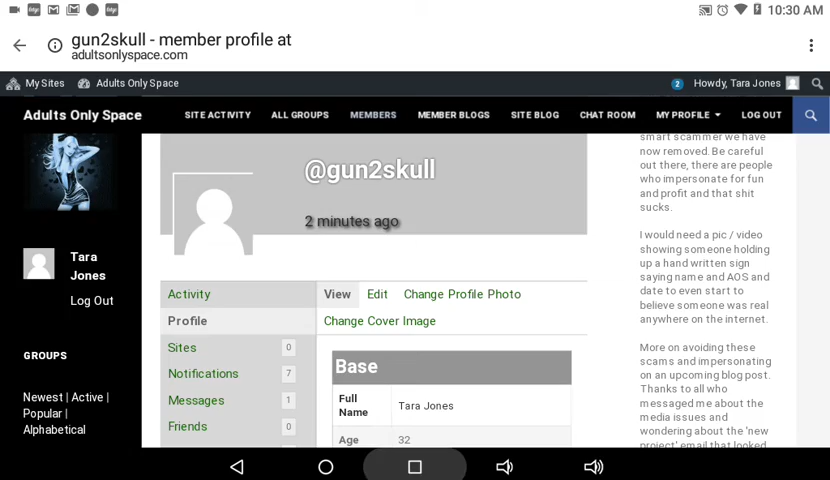 10:30 AM
gun2skull - member profile at
adultsonlyspace.com
My Sites Adults Only Space 2 Howdy, Tara Jones
Adults Only Space SITE ACTIVITY ALL GROUPS MEMBERS MEMBER BLOGS SITE BLOG CHAT ROOM MY PROFILE LOG OUT
@gun2skull
2 minutes ago
Tara
Jones
Log Out
GROUPS
Newest | Active |
Popular |
Alphabetical
Activity
Profile
Sites 0
Notifications 7
Messages 1
Friends 0
View Edit Change Profile Photo
Change Cover Image
Base
Full
Name
Tara Jones
Age 32
smart scammer we have
now removed. Be careful
out there, there are people
who impersonate for fun
and profit and that shit
sucks.
I would need a pic / video
showing someone holding
up a hand written sign
saying name and AOS and
date to even start to
believe someone was real
anywhere on the internet.
More on avoiding these
scams and impersonating
on an upcoming blog post.
Thanks to all who
messaged me about the
media issues and
wondering about the 'new
project' email that looked